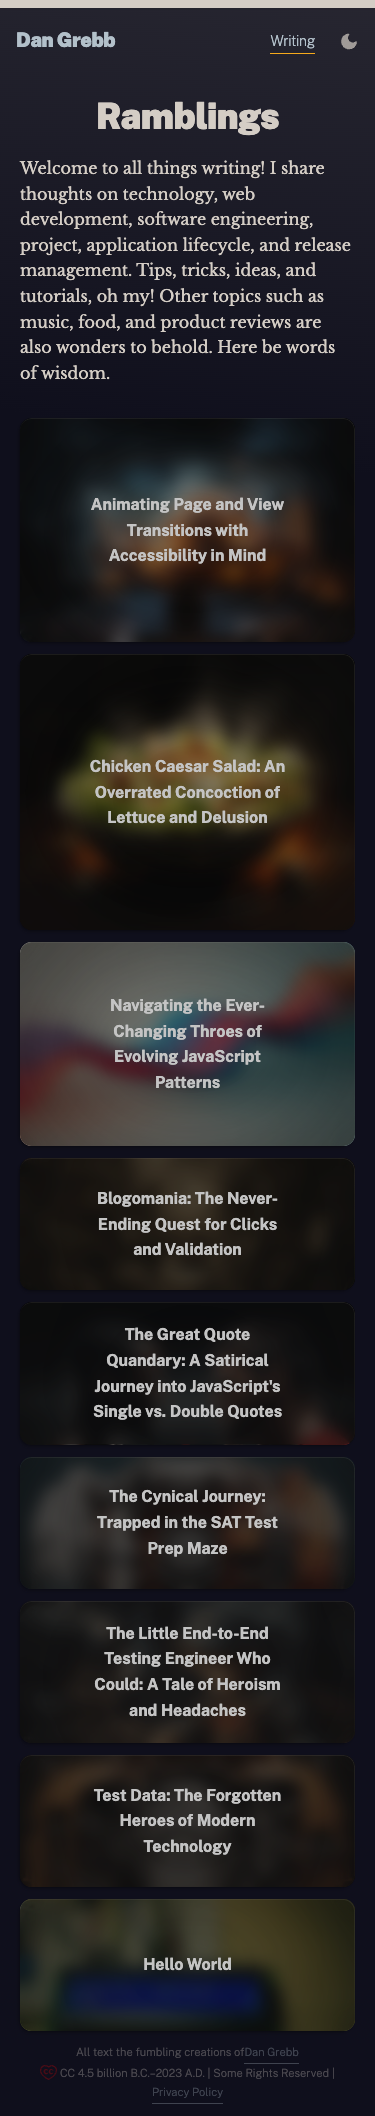 Dan Grebb
Writing
Ramblings
Welcome to all things writing! I share
thoughts on technology, web
development, software engineering,
project, application lifecycle, and release
management. Tips, tricks, ideas, and
tutorials, oh my! Other topics such as
music, food, and product reviews are
also wonders to behold. Here be words
of wisdom.
Animating Page and View
Transitions with
Accessibility in Mind
Chicken Caesar Salad: An
Overrated Concoction of
Lettuce and Delusion
Navigating the Ever-
Changing Throes of
Evolving JavaScript
Patterns
Blogomania: The Never-
Ending Quest for Clicks
and Validation
The Great Quote
Quandary: A Satirical
Journey into JavaScript's
Single vs. Double Quotes
The Cynical Journey:
Trapped in the SAT Test
Prep Maze
The Little End-to-End
Testing Engineer Who
Could: A Tale of Heroism
and Headaches
Test Data: The Forgotten
Heroes of Modern
Technology
Hello World
All text the fumbling creations ofDan Grebb
CC 4.5 billion B.C.–2023 A.D. | Some Rights Reserved |
Privacy Policy